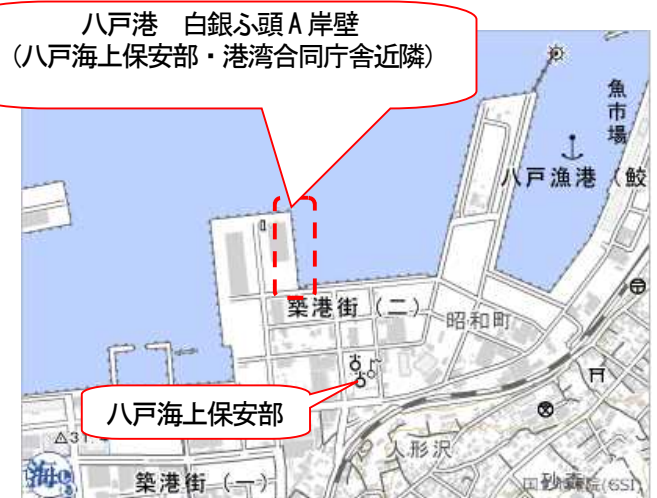 八戸港　白銀ふ頭A岸壁
（八戸海上保安部・港湾合同庁舎近隣）
魚市場
八戸漁港（鮫
築港街（二）
昭和町
八戸海上保安部
人形沢
築港街（一）